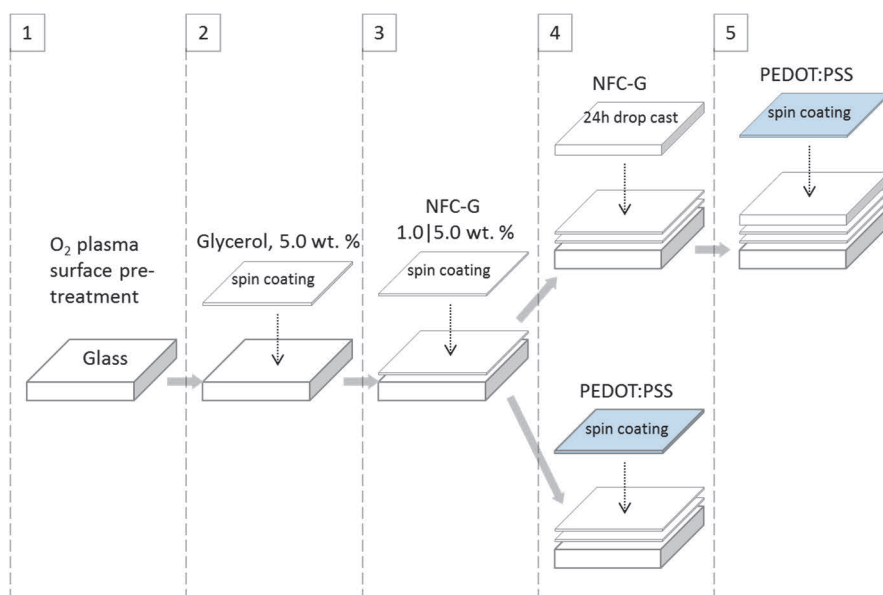 1
O₂ plasma
surface pre-
treatment
Glass
2
Glycerol, 5.0 wt. %
spin coating
3
NFC-G
1.0|5.0 wt. %
spin coating
4
NFC-G
24h drop cast
PEDOT:PSS
spin coating
5
PEDOT:PSS
spin coating